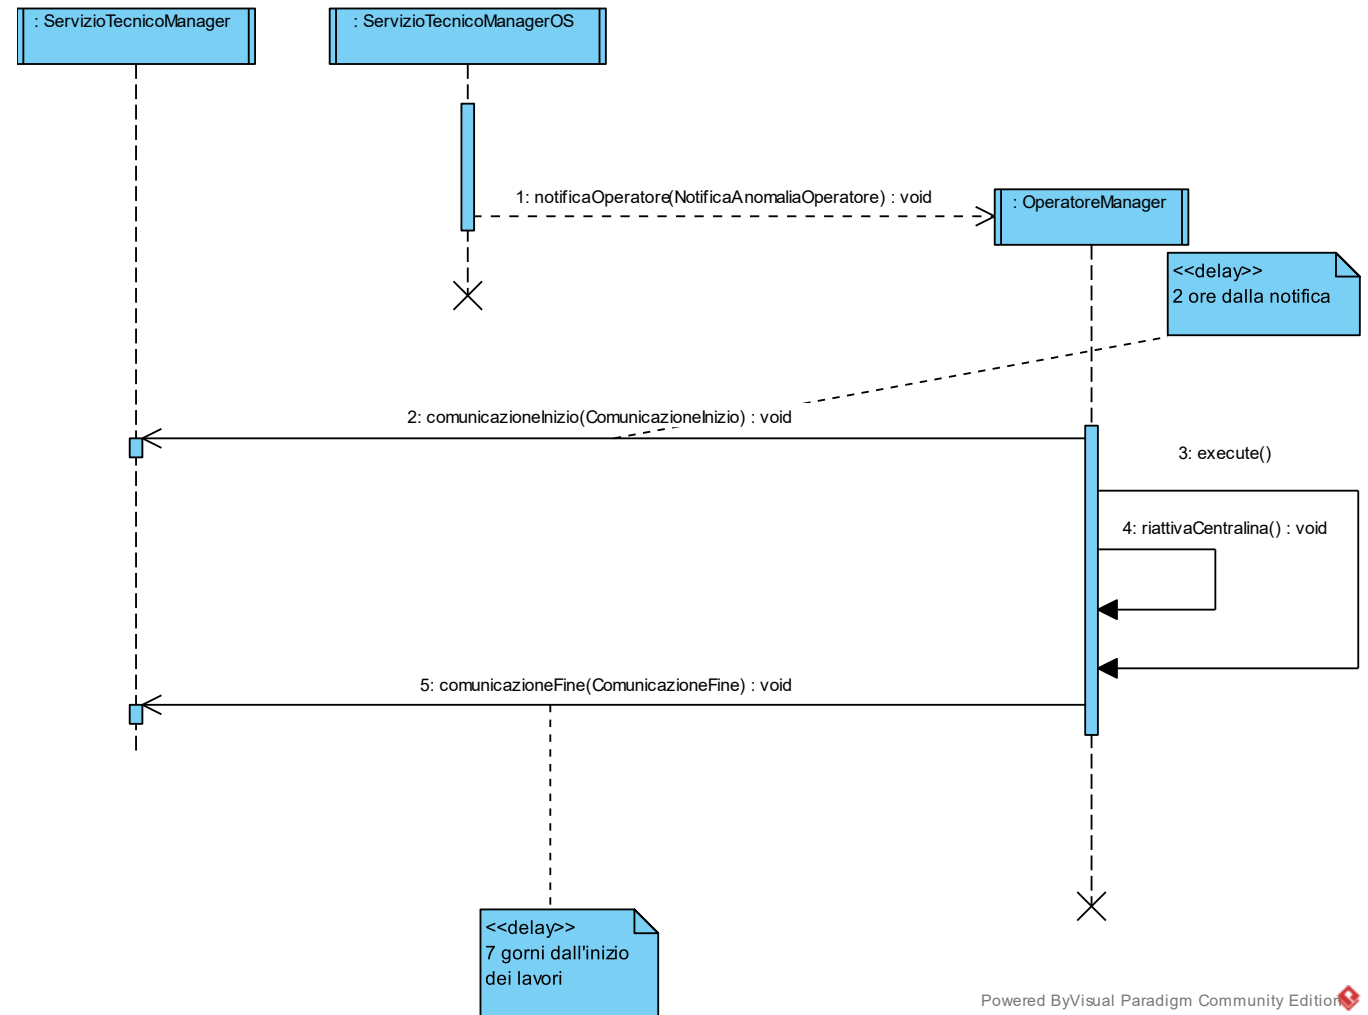 : ServizioTecnicoManager
: ServizioTecnicoManagerOS
1: notificaOperatore(NotificaAnomaliaOperatore) : void
: OperatoreManager
<<delay>>
2 ore dalla notifica
2: comunicazioneInizio(ComunicazioneInizio) : void
3: execute()
4: riattivaCentralina() : void
5: comunicazioneFine(ComunicazioneFine) : void
<<delay>>
7 gorni dall'inizio
dei lavori
Powered ByVisual Paradigm Community Edition